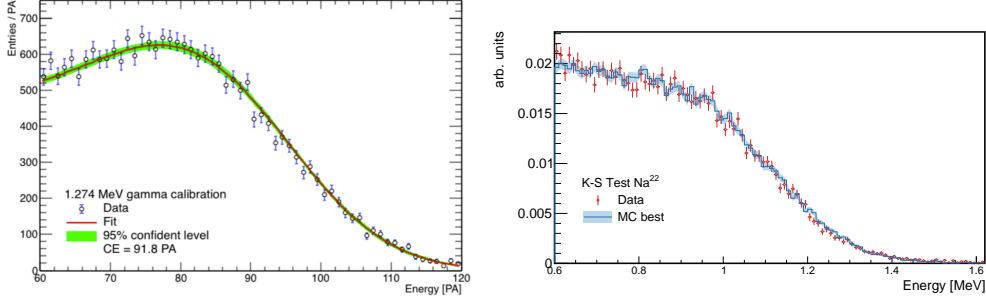 Entries / PA
700
600
500
400
300
200
100
0
1.274 MeV gamma calibration
Data
Fit
95% confident level
CE = 91.8 PA
60 70 80 90 100 110 120
Energy [PA]
arb. units
0.02
0.015
0.01
0.005
0
K-S Test Na²²
Data
MC best
0.6 0.8 1 1.2 1.4 1.6
Energy [MeV]